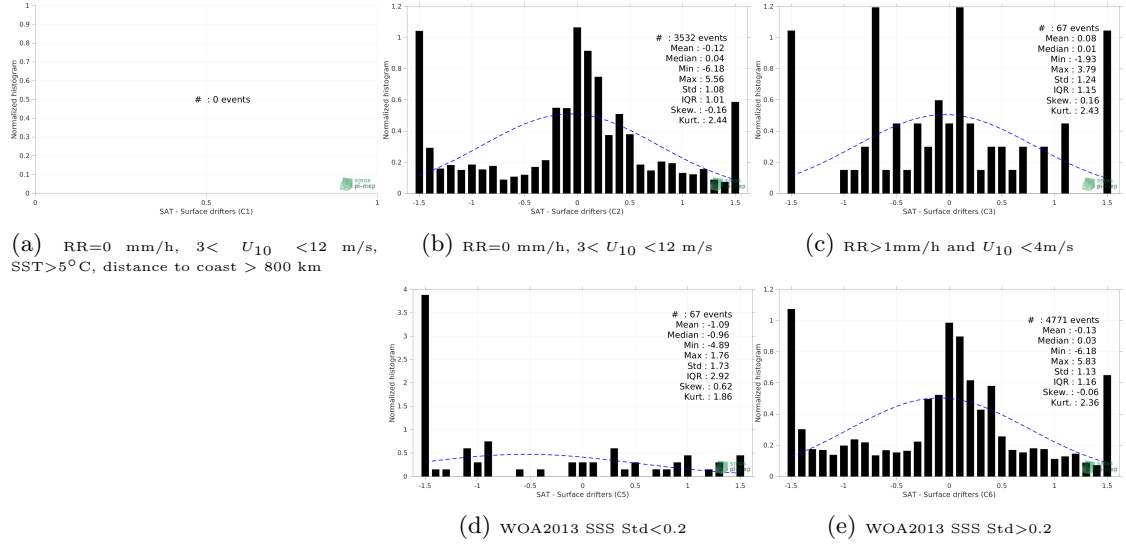 1
0.9
0.8
0.7
0.6
0.5
0.4
0.3
0.2
0.1
0
Normalized histogram
# : 0 events
smos
pi-mep
0 0.5 1
SAT - Surface drifters (C1)
(a) RR=0 mm/h, 3< U10 <12 m/s,
SST>5°C, distance to coast > 800 km
1.2
1
0.8
0.6
0.4
0.2
0
Normalized histogram
# : 3532 events
Mean : -0.12
Median : 0.04
Min : -6.18
Max : 5.56
Std : 1.08
IQR : 1.01
Skew. : -0.16
Kurt. : 2.44
smos
pi-mep
-1.5 -1 -0.5 0 0.5 1 1.5
SAT - Surface drifters (C2)
(b) RR=0 mm/h, 3< U10 <12 m/s
1.2
1
0.8
0.6
0.4
0.2
0
Normalized histogram
# : 67 events
Mean : 0.08
Median : 0.01
Min : -1.93
Max : 3.79
Std : 1.24
IQR : 1.15
Skew. : 0.16
Kurt. : 2.43
smos
pi-mep
-1.5 -1 -0.5 0 0.5 1 1.5
SAT - Surface drifters (C3)
(c) RR>1mm/h and U10 <4m/s
4
3.5
3
2.5
2
1.5
1
0.5
0
Normalized histogram
# : 67 events
Mean : -1.09
Median : -0.96
Min : -4.89
Max : 1.76
Std : 1.73
IQR : 2.92
Skew. : 0.62
Kurt. : 1.86
smos
pi-mep
-1.5 -1 -0.5 0 0.5 1 1.5
SAT - Surface drifters (C5)
(d) WOA2013 SSS Std<0.2
1.2
1
0.8
0.6
0.4
0.2
0
Normalized histogram
# : 4771 events
Mean : -0.13
Median : 0.03
Min : -6.18
Max : 5.83
Std : 1.13
IQR : 1.16
Skew. : -0.06
Kurt. : 2.36
smos
pi-mep
-1.5 -1 -0.5 0 0.5 1 1.5
SAT - Surface drifters (C6)
(e) WOA2013 SSS Std>0.2